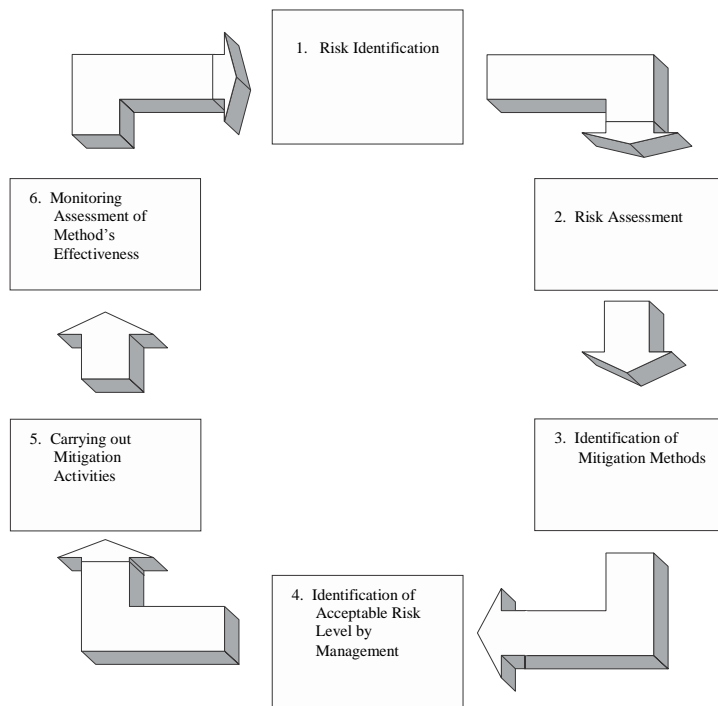 1. Risk Identification
2. Risk Assessment
3. Identification of
Mitigation Methods
4. Identification of
Acceptable Risk
Level by
Management
5. Carrying out
Mitigation
Activities
6. Monitoring
Assessment of
Method's
Effectiveness